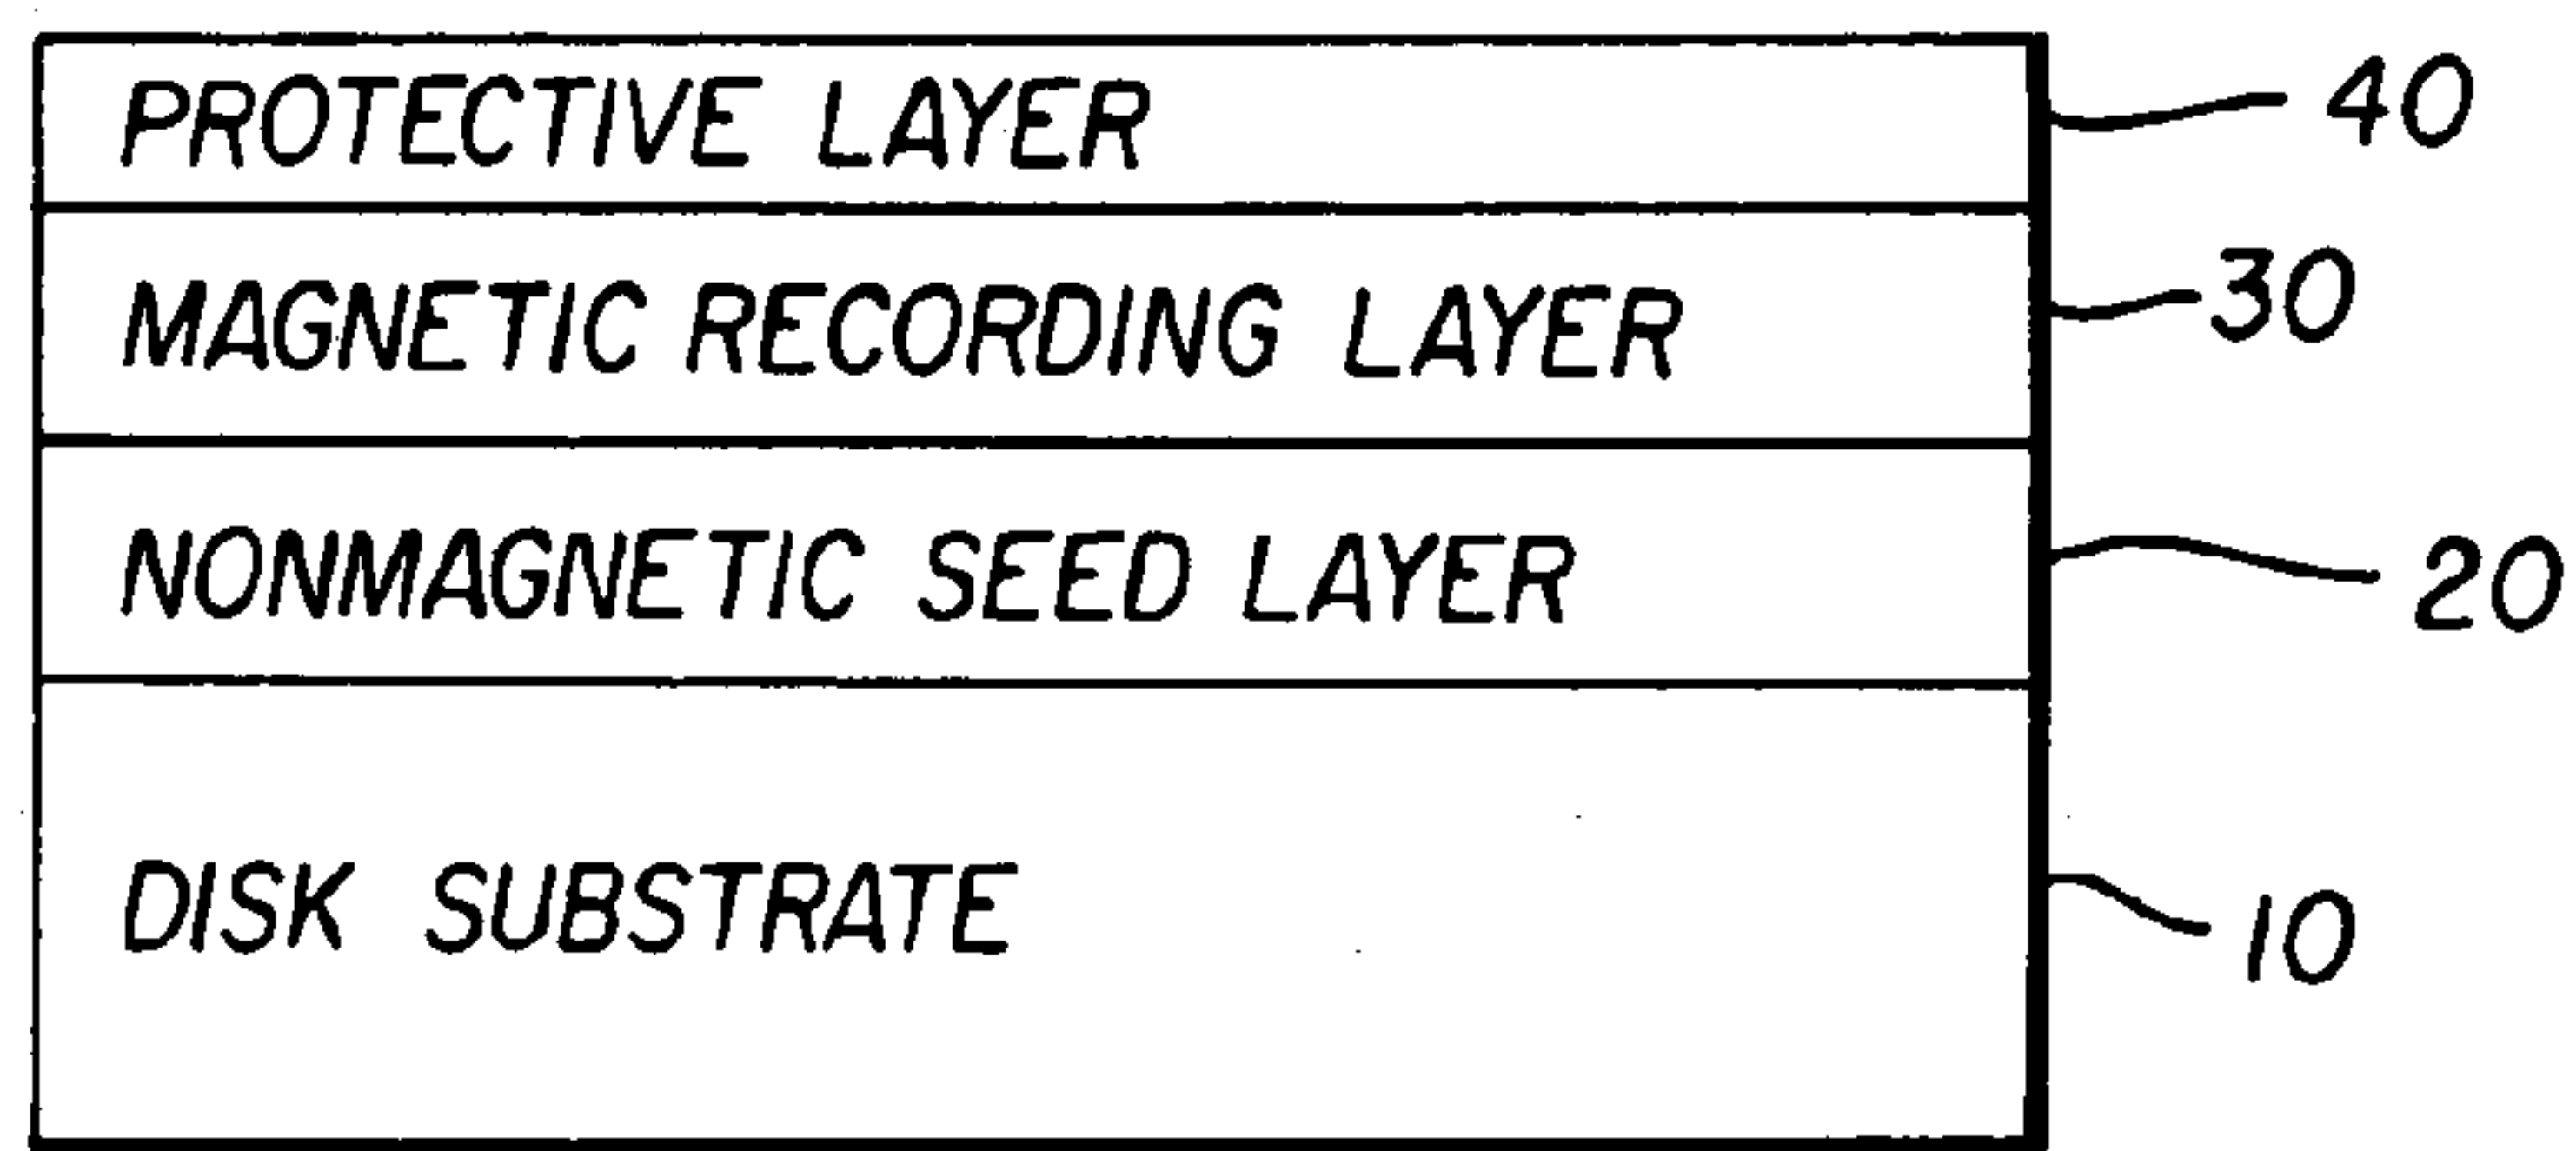 PROTECTIVE LAYER 40
MAGNETIC RECORDING LAYER 30
NONMAGNETIC SEED LAYER 20
DISK SUBSTRATE 10